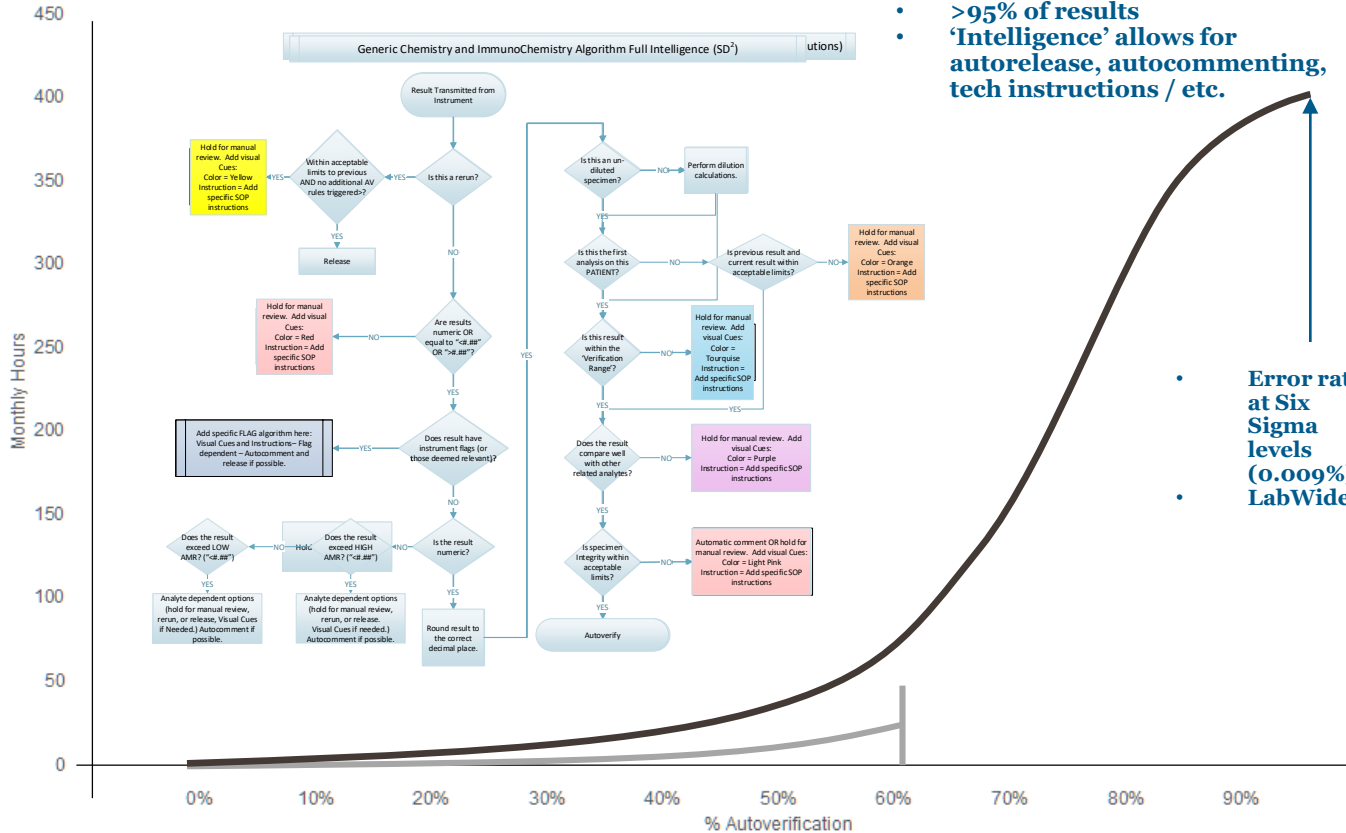 450
400
350
300
250
200
150
100
50
0
Monthly Hours
0%
10%
20%
30%
40%
50%
60%
70%
80%
90%
% Autoverification
• >95% of results
• ‘Intelligence’ allows for
autorelease, autocommenting,
tech instructions / etc.
Generic Chemistry and ImmunoChemistry Algorithm Full Intelligence (SD²)
utions)
Result Transmitted from
Instrument
Is this a rerun?
YES
Within acceptable
limits to previous
AND no additional AV
rules triggered>?
YES
Hold for manual
review. Add visual
Cues:
Color = Yellow
Instruction = Add
specific SOP
instructions
YES
Release
NO
Are results
numeric OR
equal to “<#.##”
OR “>#.##”?
NO
Hold for manual
review. Add visual
Cues:
Color = Red
Instruction = Add
specific SOP
instructions
YES
Does result have
instrument flags (or
those deemed relevant)?
YES
Add specific FLAG algorithm here:
Visual Cues and Instructions– Flag
dependent – Autocomment and
release if possible.
NO
Is the result
numeric?
NO
Hold
Does the result
exceed HIGH
AMR? (“<#.##”)
NO
Does the result
exceed LOW
AMR? (“<#.##”)
YES
Analyte dependent options
(hold for manual review,
rerun, or release, Visual Cues
if Needed.) Autocomment if
possible.
YES
Analyte dependent options
(hold for manual review,
rerun, or release.
Visual Cues if needed.)
Autocomment if possible.
YES
Round result to
the correct
decimal place.
YES
Is this an un-
diluted
specimen?
NO
Perform dilution
calculations.
YES
Is this the first
analysis on this
PATIENT?
NO
Is previous result and
current result within
acceptable limits?
NO
Hold for manual
review. Add visual
Cues:
Color = Orange
Instruction = Add
specific SOP
instructions
YES
Is this result
within the
‘Verification
Range’?
NO
Hold for manual
review. Add
visual Cues:
Color =
Tourquise
Instruction =
Add specific SOP
instructions
YES
YES
Does the result
compare well
with other
related analytes?
NO
Hold for manual review. Add
visual Cues:
Color = Purple
Instruction = Add specific SOP
instructions
YES
Is specimen
Integrity within
acceptable
limits?
NO
Automatic comment OR hold for
manual review. Add visual Cues:
Color = Light Pink
Instruction = Add specific SOP
instructions
YES
Autoverify
• Error rat
at Six
Sigma
levels
(0.009%)
• LabWide